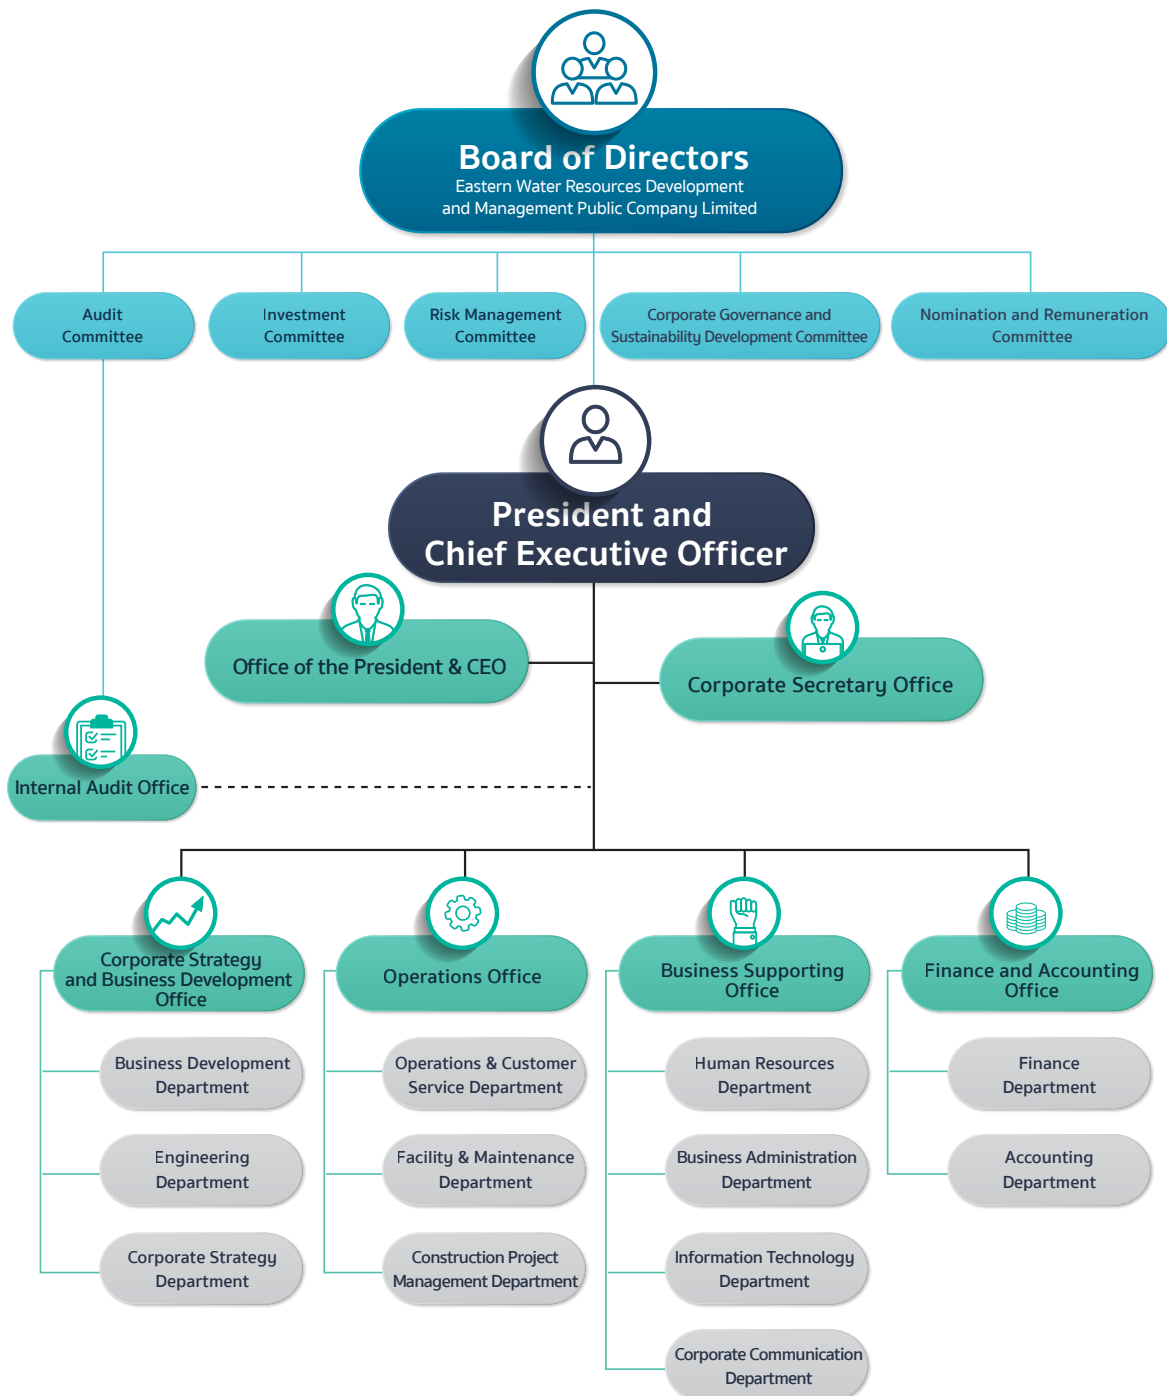 Board of Directors
Eastern Water Resources Development
and Management Public Company Limited
Audit
Committee
Investment
Committee
Risk Management
Committee
Corporate Governance and
Sustainability Development Committee
Nomination and Remuneration
Committee
President and
Chief Executive Officer
Office of the President & CEO
Corporate Secretary Office
Internal Audit Office
Corporate Strategy
and Business Development
Office
Business Development
Department
Engineering
Department
Corporate Strategy
Department
Operations Office
Operations & Customer
Service Department
Facility & Maintenance
Department
Construction Project
Management Department
Business Supporting
Office
Human Resources
Department
Business Administration
Department
Information Technology
Department
Corporate Communication
Department
Finance and Accounting
Office
Finance
Department
Accounting
Department